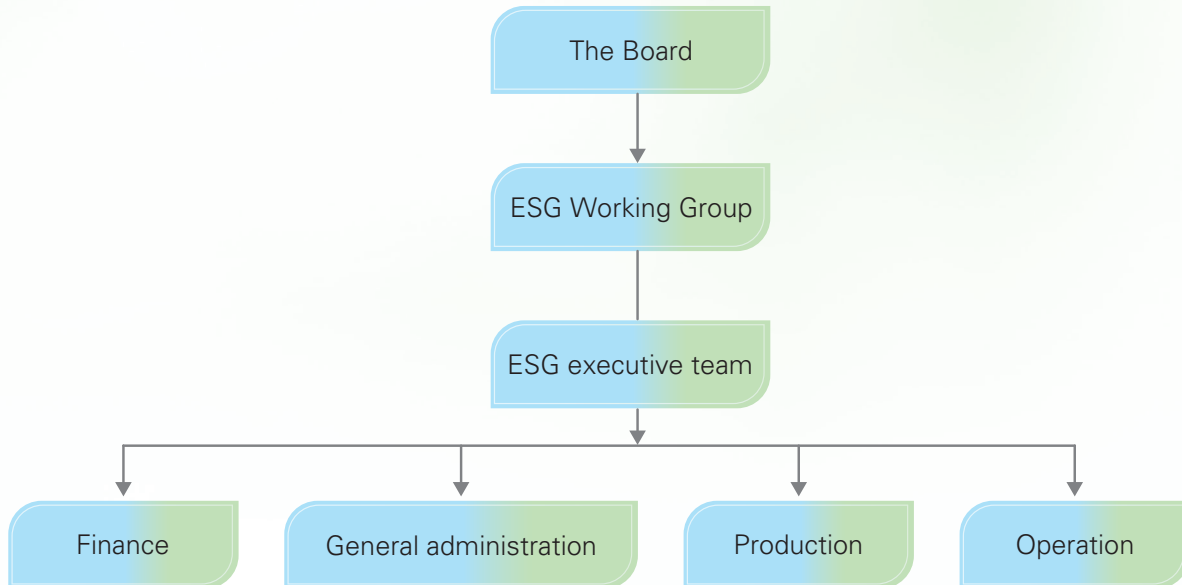 The Board
ESG Working Group
ESG executive team
Finance
General administration
Production
Operation